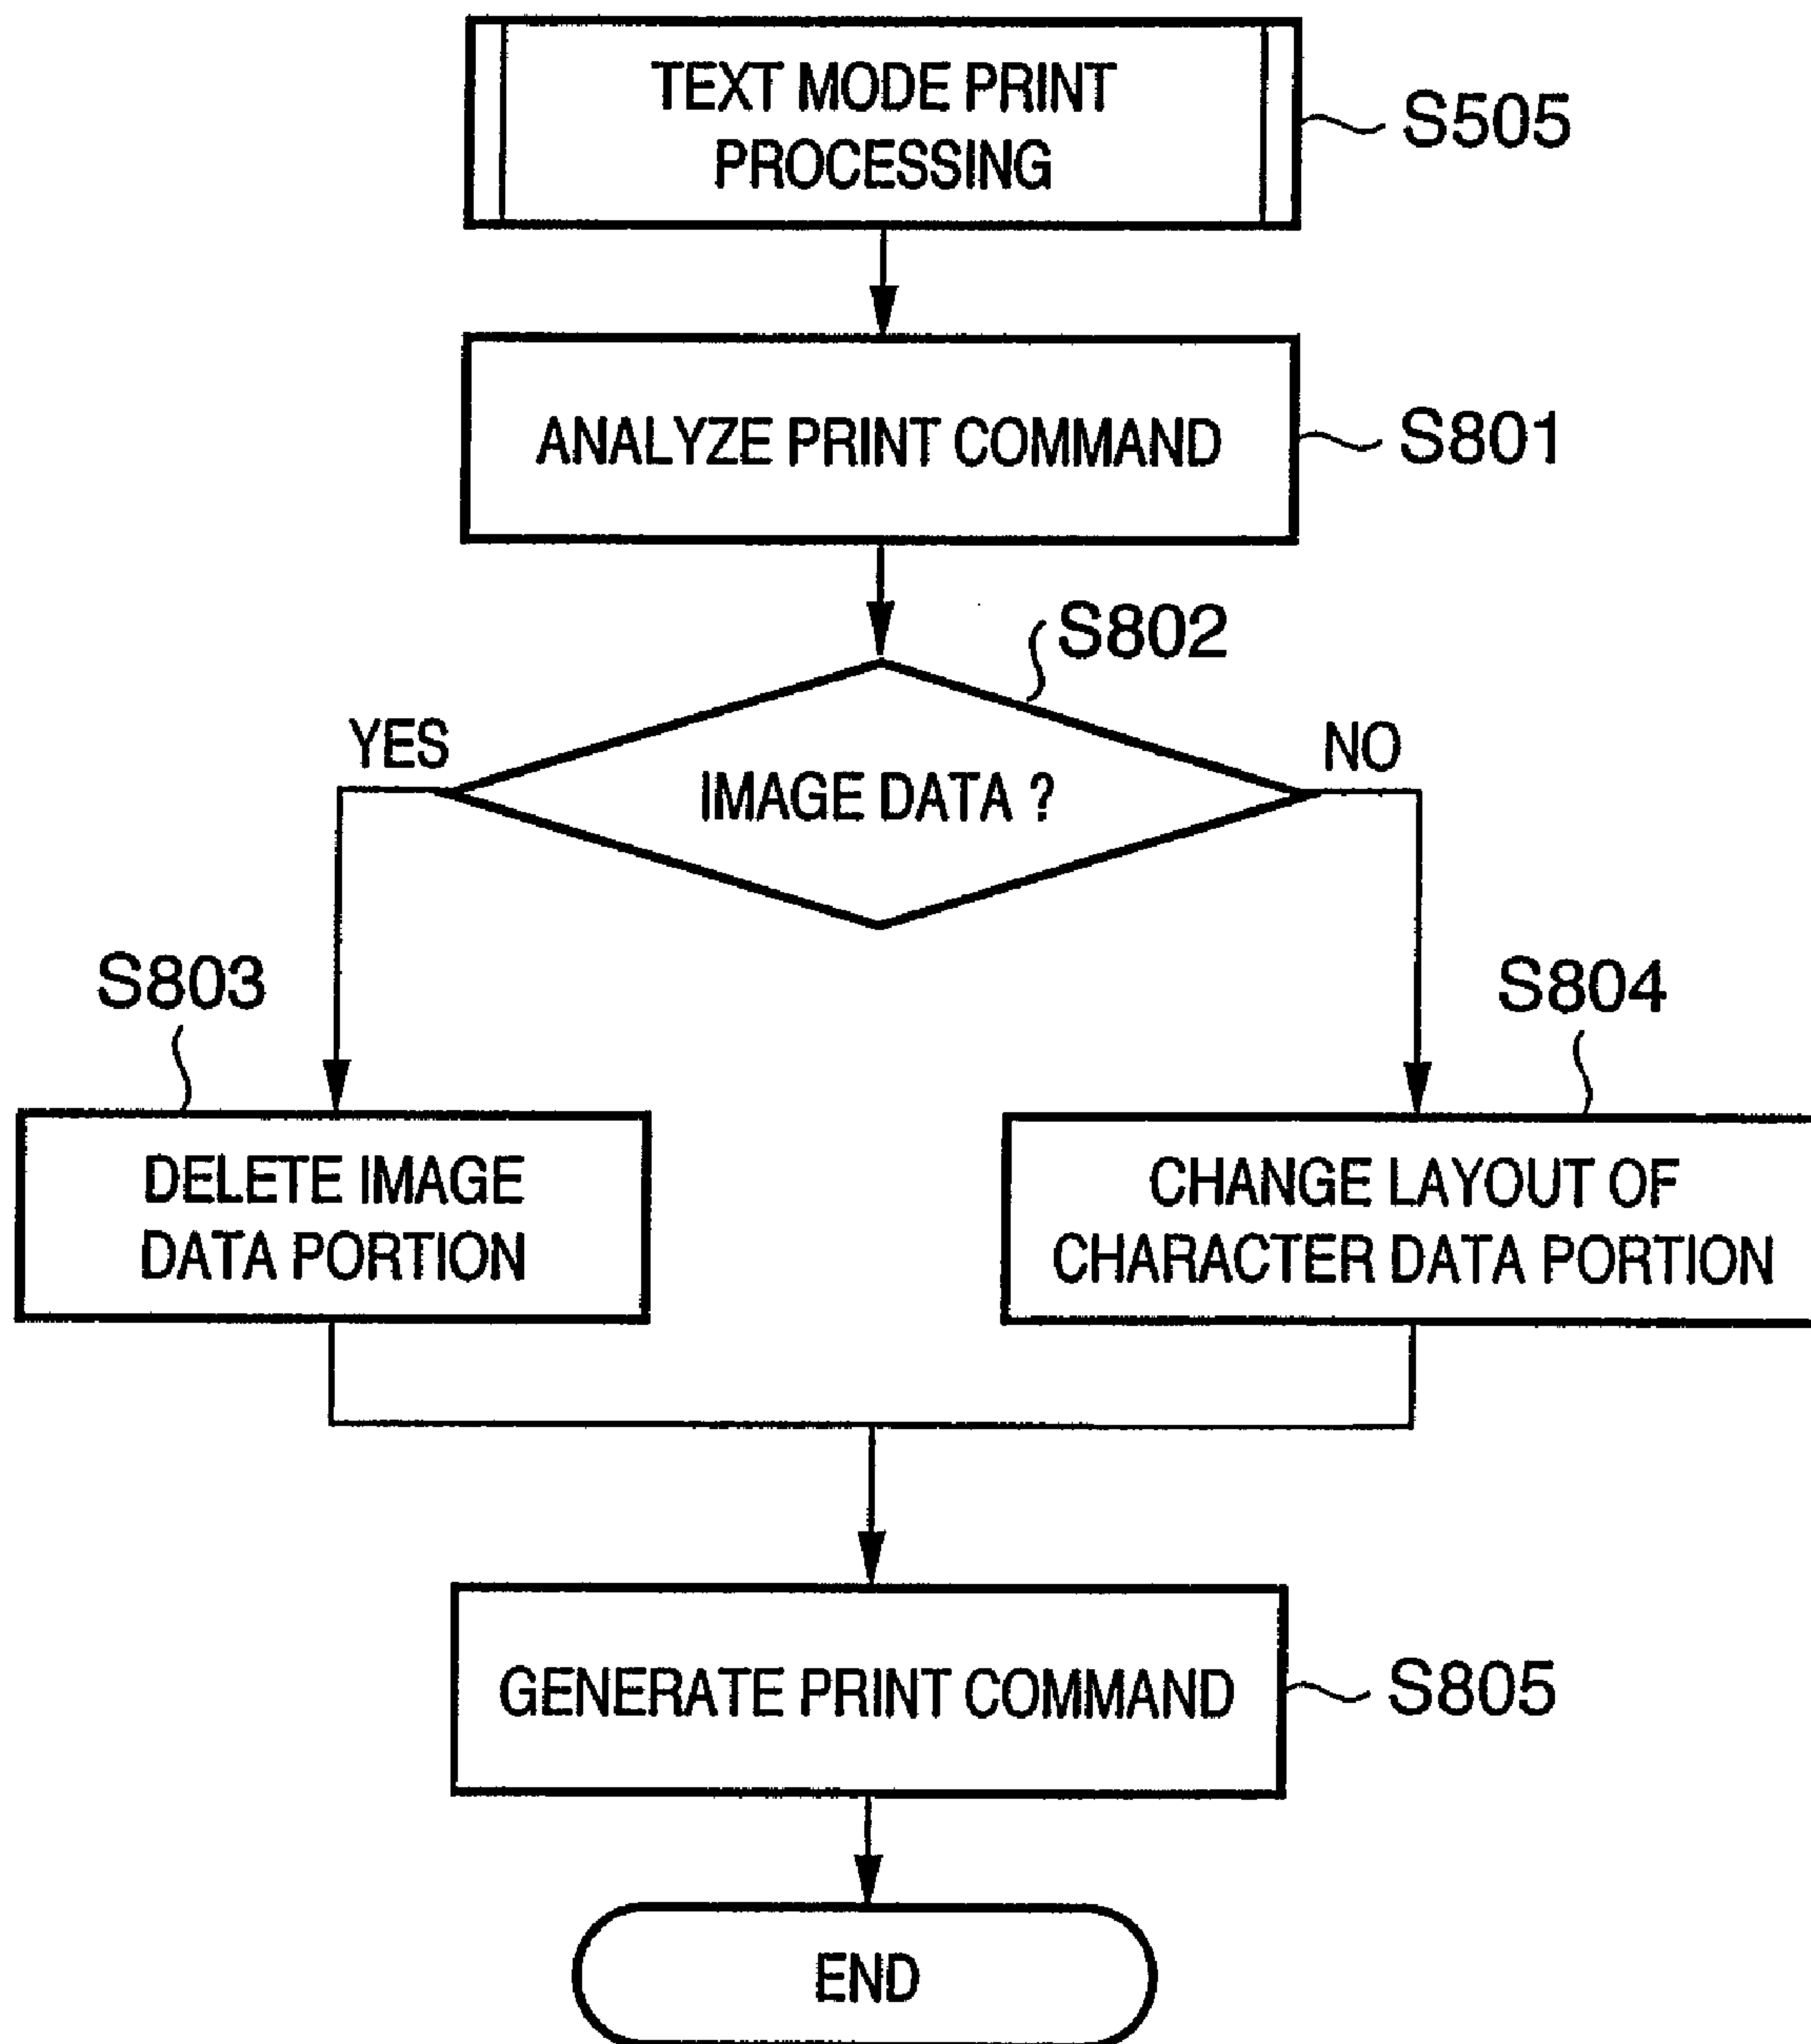 TEXT MODE PRINT
PROCESSING
S505
ANALYZE PRINT COMMAND
S801
S802
YES
NO
IMAGE DATA ?
S803
S804
DELETE IMAGE
DATA PORTION
CHANGE LAYOUT OF
CHARACTER DATA PORTION
GENERATE PRINT COMMAND
S805
END